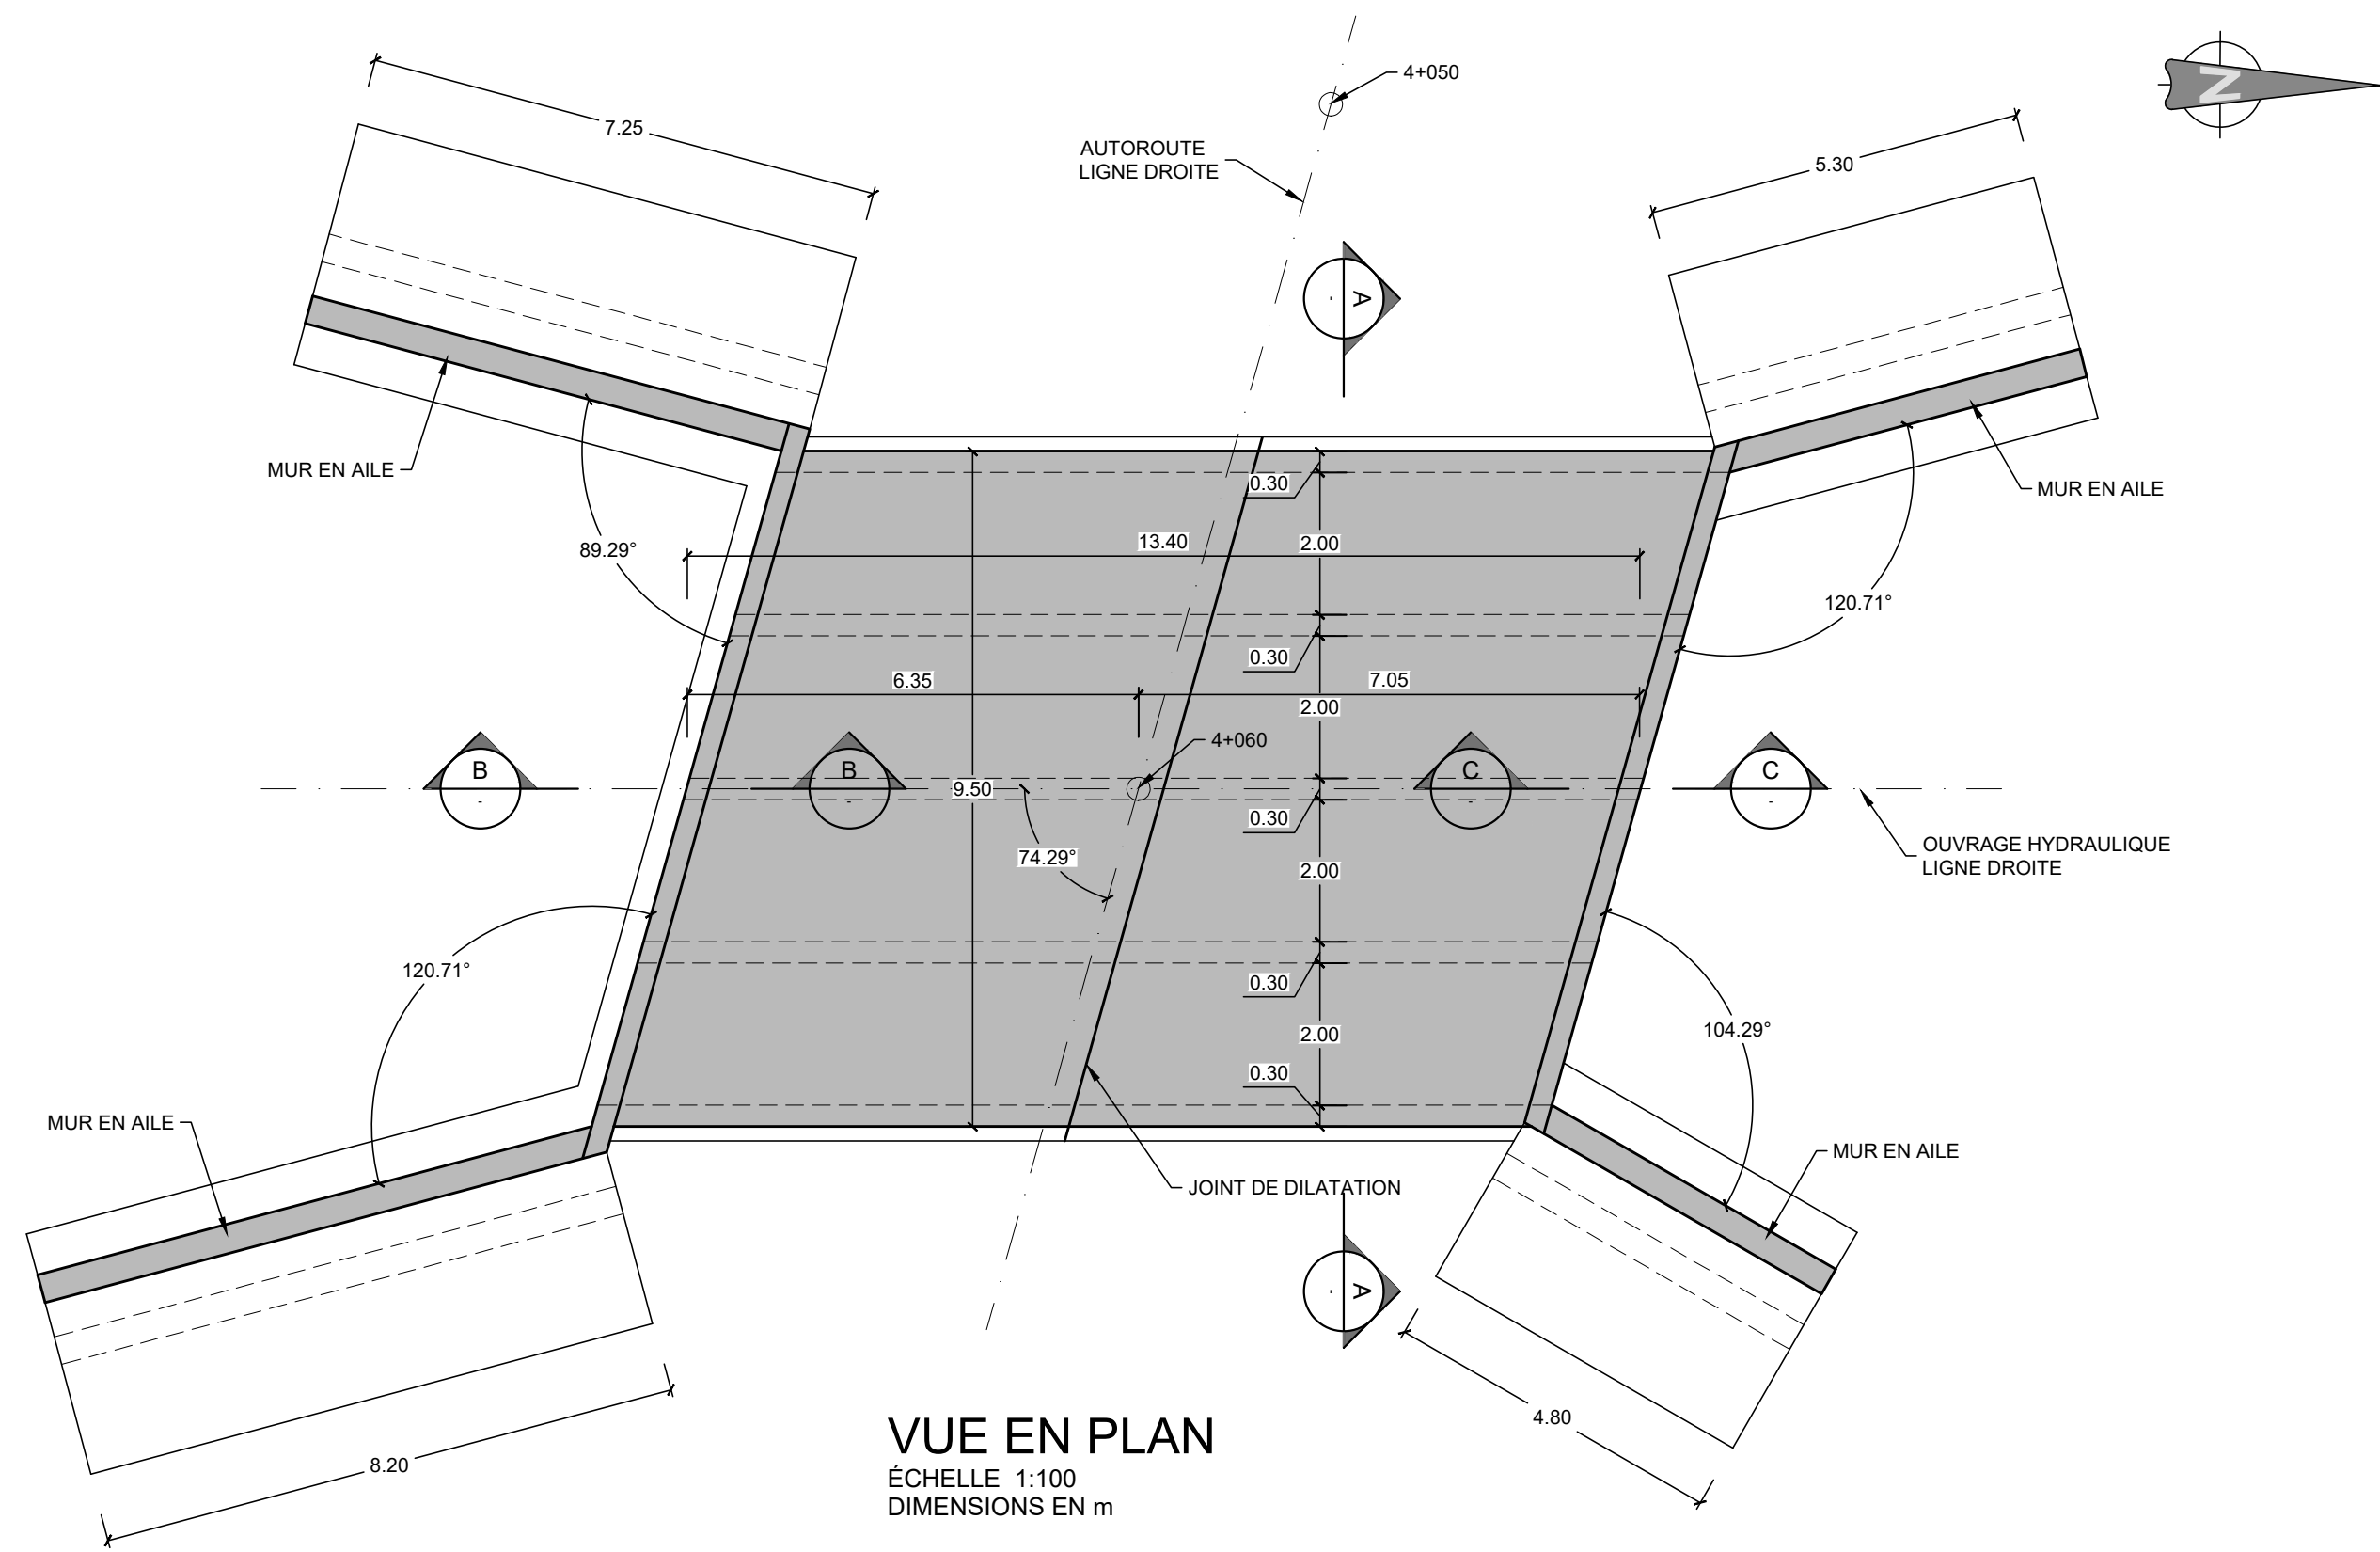 4+050
7.25
N
AUTOROUTE
LIGNE DROITE
5.30
A
MUR EN AILE
0.30
MUR EN AILE
89.29°
13.40
2.00
120.71°
0.30
6.35
7.05
2.00
4+060
B
B
C
C
9.50
0.30
74.29°
OUVRAGE HYDRAULIQUE
LIGNE DROITE
2.00
120.71°
0.30
104.29°
2.00
0.30
MUR EN AILE
MUR EN AILE
JOINT DE DILATATION
A
4.80
8.20
VUE EN PLAN
ÉCHELLE 1:100
DIMENSIONS EN m